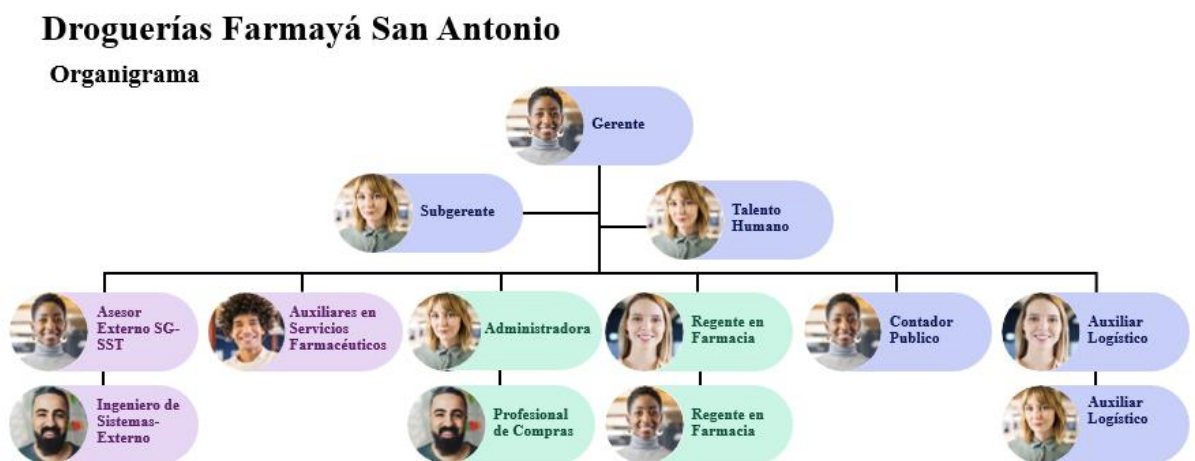 Droguerías Farmayá San Antonio
Organigrama
Gerente
Subgerente
Talento
Humano
Asesor
Externo SG-
SST
Auxiliares en
Servicios
Farmacéuticos
Administradora
Regente en
Farmacia
Contador
Publico
Auxiliar
Logístico
Ingeniero de
Sistemas-
Externo
Profesional
de Compras
Regente en
Farmacia
Auxiliar
Logístico